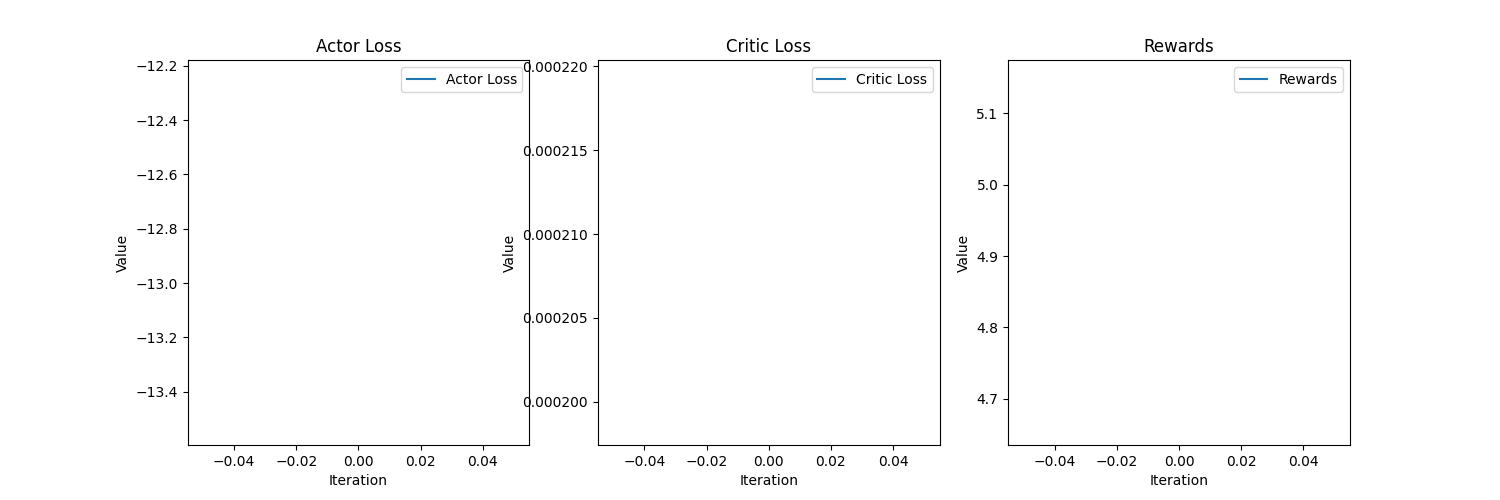 Actor Loss
Actor Loss
−12.2
−12.4
−12.6
−12.8
−13.0
−13.2
−13.4
Value
−0.04 −0.02 0.00 0.02 0.04
Iteration
Critic Loss
Critic Loss
0.000220
0.000215
0.000210
0.000205
0.000200
Value
−0.04 −0.02 0.00 0.02 0.04
Iteration
Rewards
Rewards
5.1
5.0
4.9
4.8
4.7
Value
−0.04 −0.02 0.00 0.02 0.04
Iteration